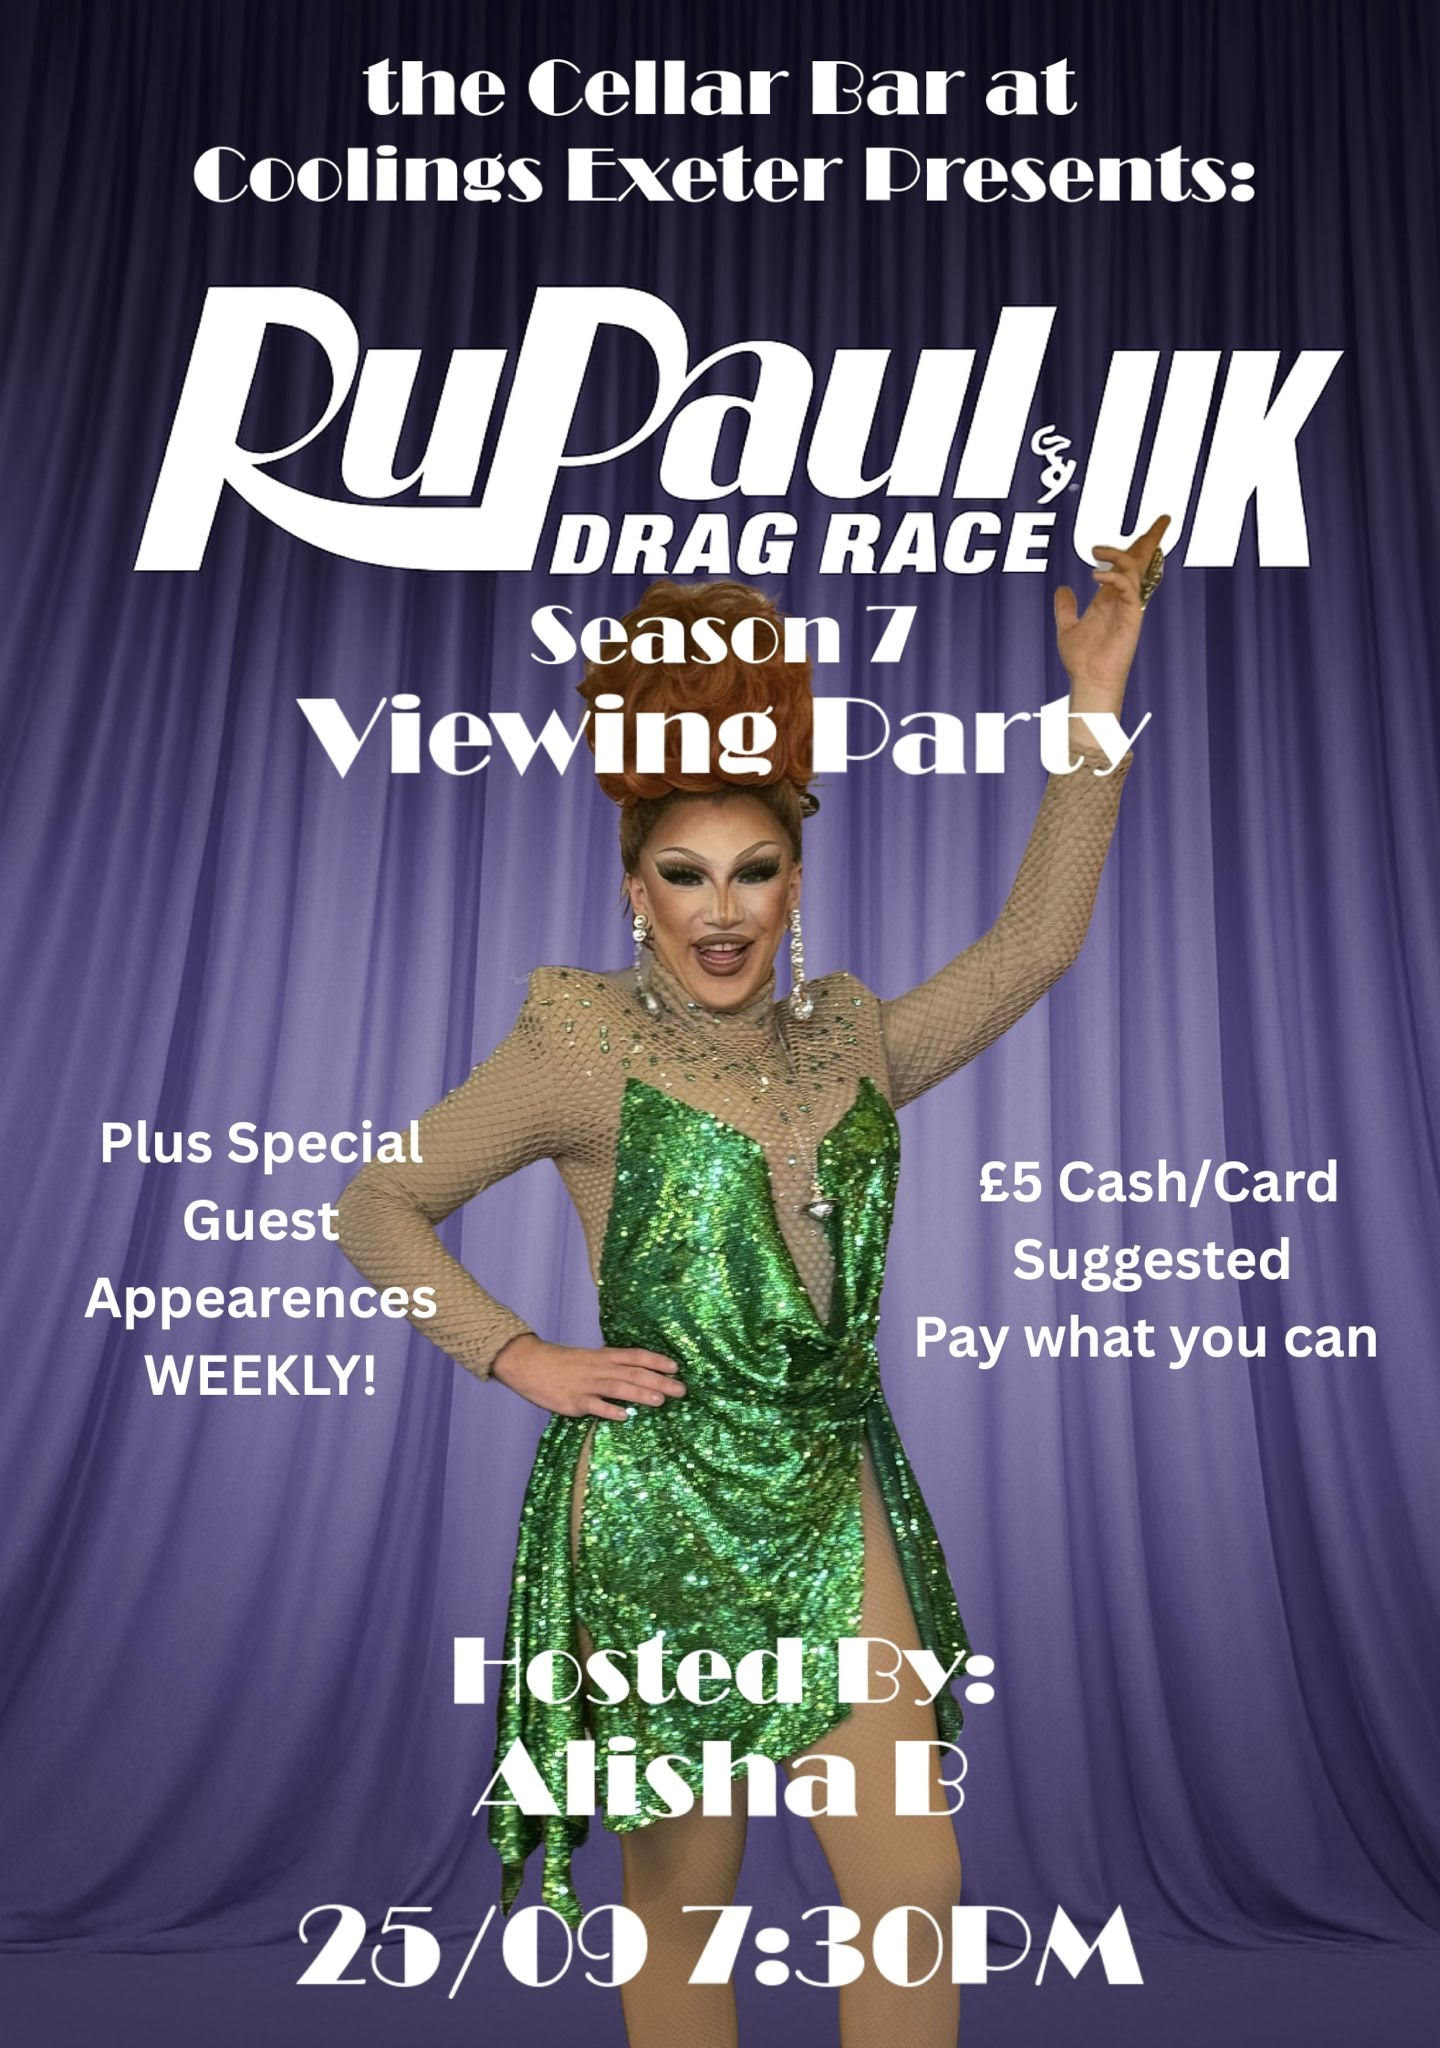 the Cellar Bar at
Coolings Exeter Presents:
RuPaul's UK
DRAG RACE
Season 7
Viewing Party
Plus Special
Guest
Appearences
WEEKLY!
£5 Cash/Card
Suggested
Pay what you can
Hosted By:
Alisha B
25/09 7:30PM